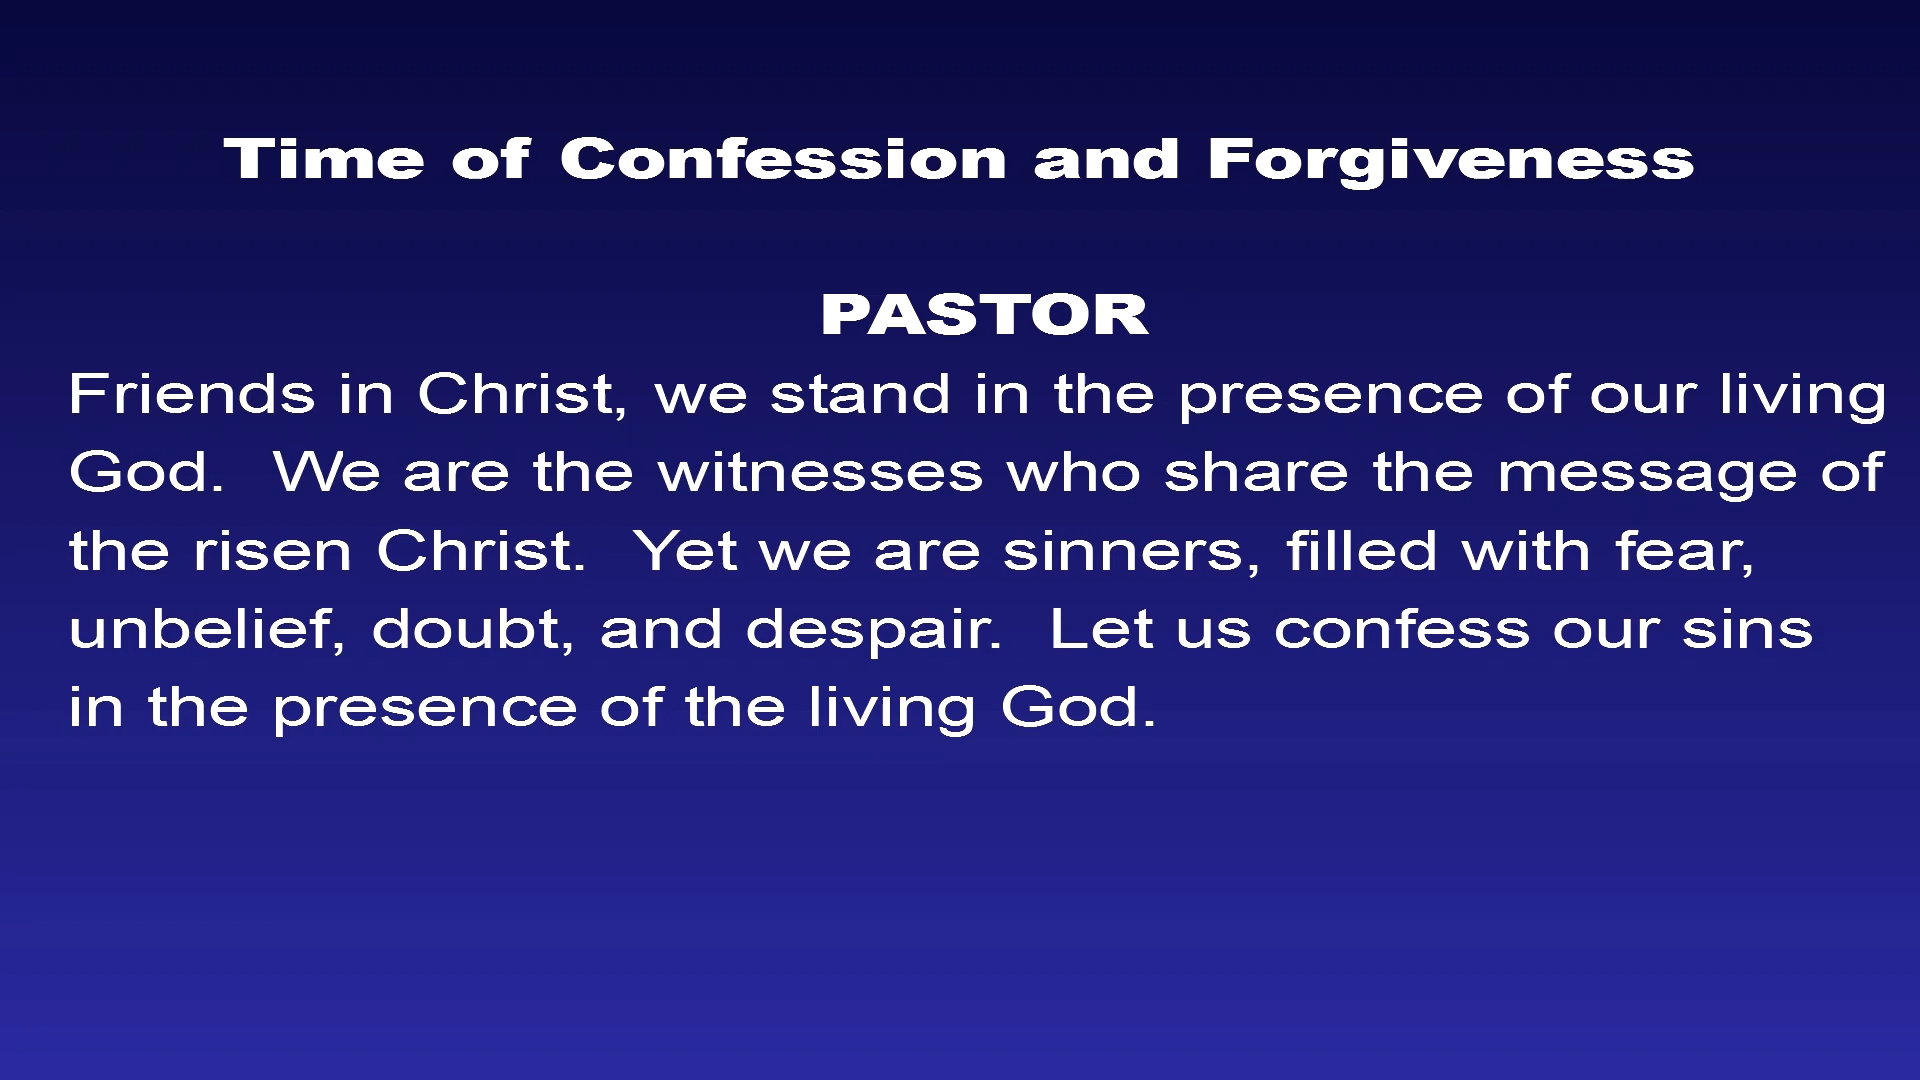 Time of Confession and Forgiveness
PASTOR
Friends in Christ, we stand in the presence of our living
God.  We are the witnesses who share the message of
the risen Christ.  Yet we are sinners, filled with fear,
unbelief, doubt, and despair.  Let us confess our sins
in the presence of the living God.